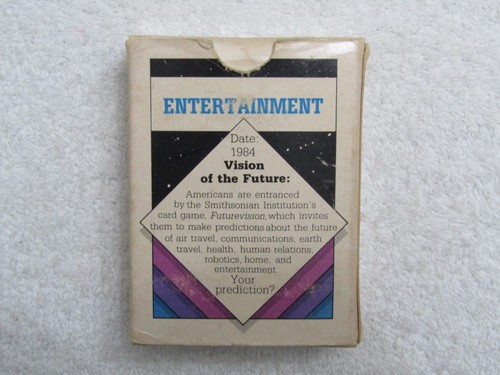 ENTERTAINMENT
Date:
1984
Vision
of the Future:
Americans are entranced
by the Smithsonian Institution's
card game, Futurevision, which invites
them to make predictions about the future
of air travel, communications, earth
travel, health, human relations,
robotics, home, and
entertainment.
Your
prediction?